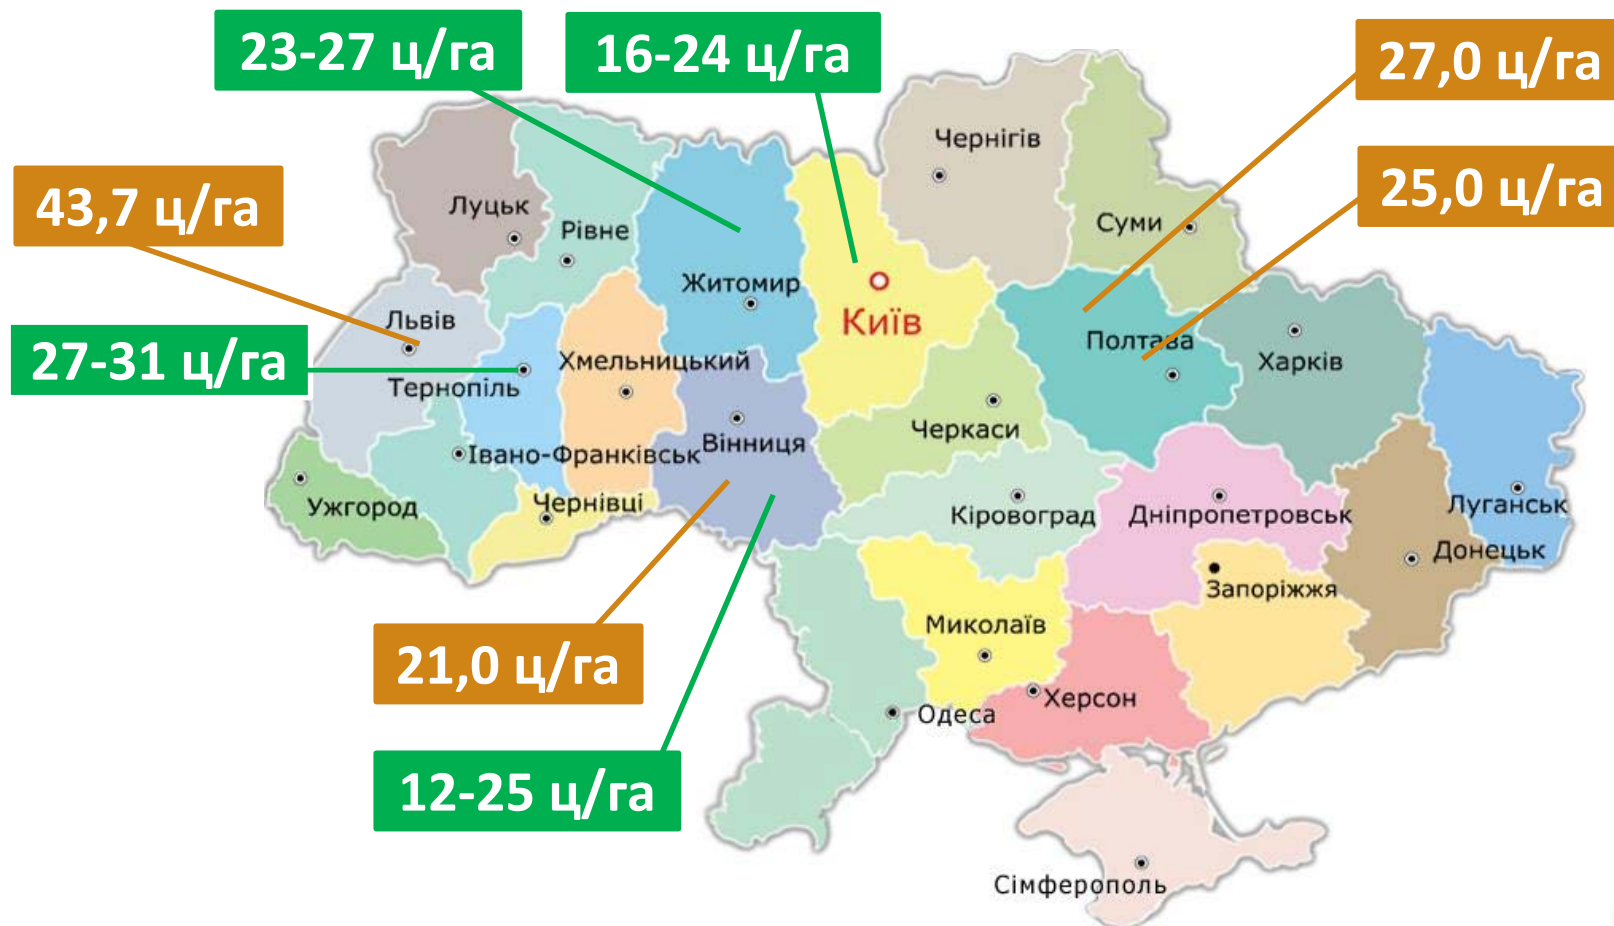 23-27 ц/га
16-24 ц/га
27,0 ц/га
Чернігів
25,0 ц/га
43,7 ц/га
Луцьк
Рівне
Суми
Житомир
Київ
Львів
Полтава
27-31 ц/га
Хмельницький
Харків
Тернопіль
Черкаси
Вінниця
Івано-Франківськ
Чернівці
Ужгород
Кіровоград
Дніпропетровськ
Луганськ
Донецьк
Запоріжжя
Миколаїв
21,0 ц/га
Херсон
Одеса
12-25 ц/га
Сімферополь